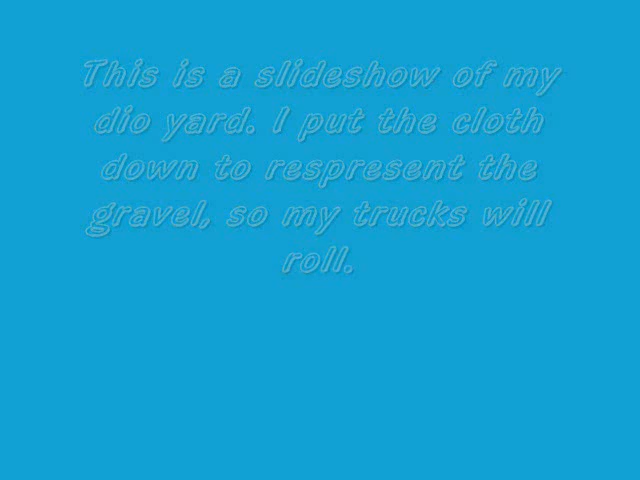 This is a slideshow of my
dio yard. I put the cloth
down to respresent the
gravel, so my trucks will
roll.